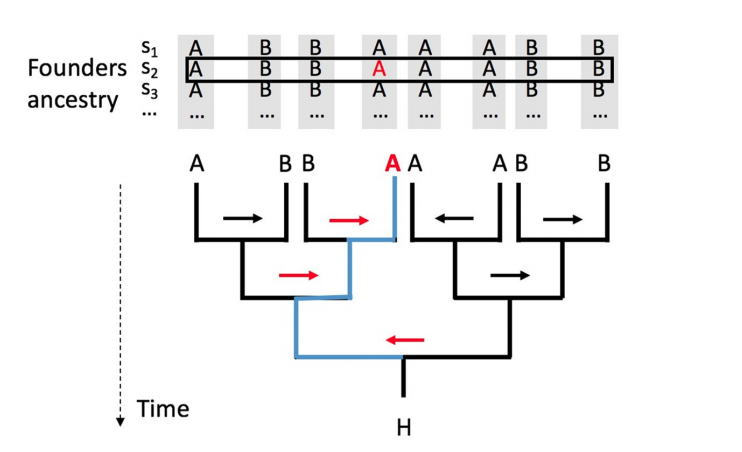 s1 A B B A A A B B
Founders s2 A B B A A A B B
ancestry s3 A B B A A A B B
... ... ... ... ... ... ... ... ...
A B B A A A B B
Time
H